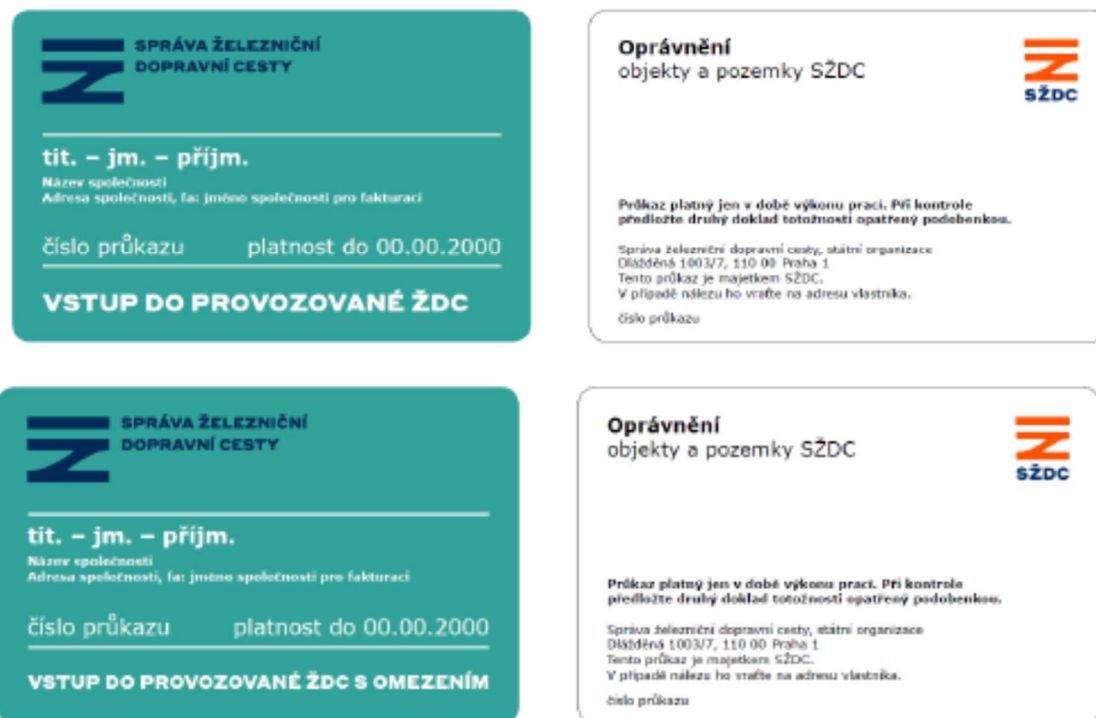 SPRÁVA ŽELEZNIČNÍ
DOPRAVNÍ CESTY
tit. – jm. – příjm.
Název společnosti
Adresa společnosti, fa: jméno společnosti pro fakturaci
číslo průkazu platnost do 00.00.2000
VSTUP DO PROVOZOVANÉ ŽDC
Oprávnění
objekty a pozemky SŽDC
SŽDC
Průkaz platný jen v době výkonu prací. Při kontrole
předložte druhý doklad totožnosti opatřený podobenkou.
Správa železniční dopravní cesty, státní organizace
Dlážděná 1003/7, 110 00 Praha 1
Tento průkaz je majetkem SŽDC.
V případě nálezu ho vraťte na adresu vlastníka.
číslo průkazu
SPRÁVA ŽELEZNIČNÍ
DOPRAVNÍ CESTY
tit. – jm. – příjm.
Název společnosti
Adresa společnosti, fa: jméno společnosti pro fakturaci
číslo průkazu platnost do 00.00.2000
VSTUP DO PROVOZOVANÉ ŽDC S OMEZENÍM
Oprávnění
objekty a pozemky SŽDC
SŽDC
Průkaz platný jen v době výkonu prací. Při kontrole
předložte druhý doklad totožnosti opatřený podobenkou.
Správa železniční dopravní cesty, státní organizace
Dlážděná 1003/7, 110 00 Praha 1
Tento průkaz je majetkem SŽDC.
V případě nálezu ho vraťte na adresu vlastníka.
číslo průkazu